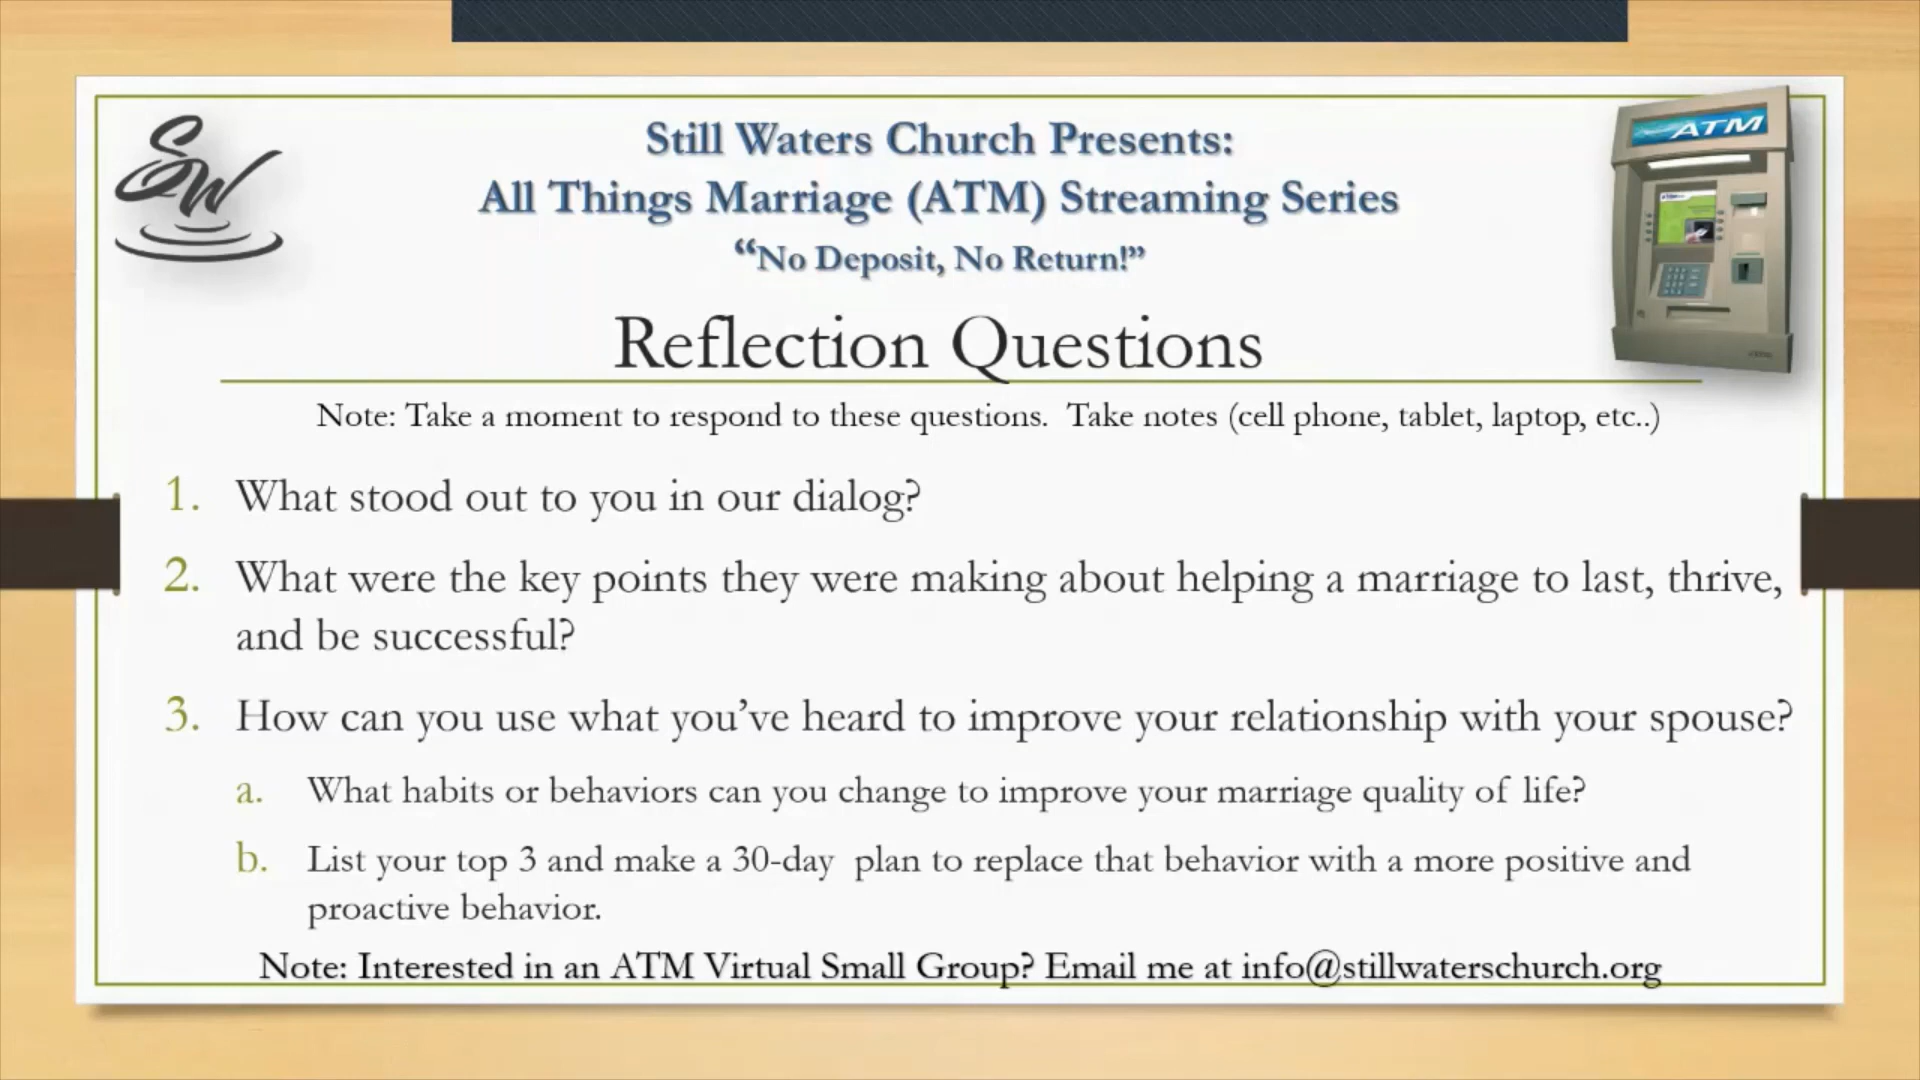 SW
Still Waters Church Presents:
All Things Marriage (ATM) Streaming Series
“No Deposit, No Return!”
ATM
Reflection Questions
Note: Take a moment to respond to these questions.  Take notes (cell phone, tablet, laptop, etc..)
1. What stood out to you in our dialog?
2. What were the key points they were making about helping a marriage to last, thrive,
and be successful?
3. How can you use what you’ve heard to improve your relationship with your spouse?
a. What habits or behaviors can you change to improve your marriage quality of life?
b. List your top 3 and make a 30-day  plan to replace that behavior with a more positive and
proactive behavior.
Note: Interested in an ATM Virtual Small Group? Email me at info@stillwaterschurch.org